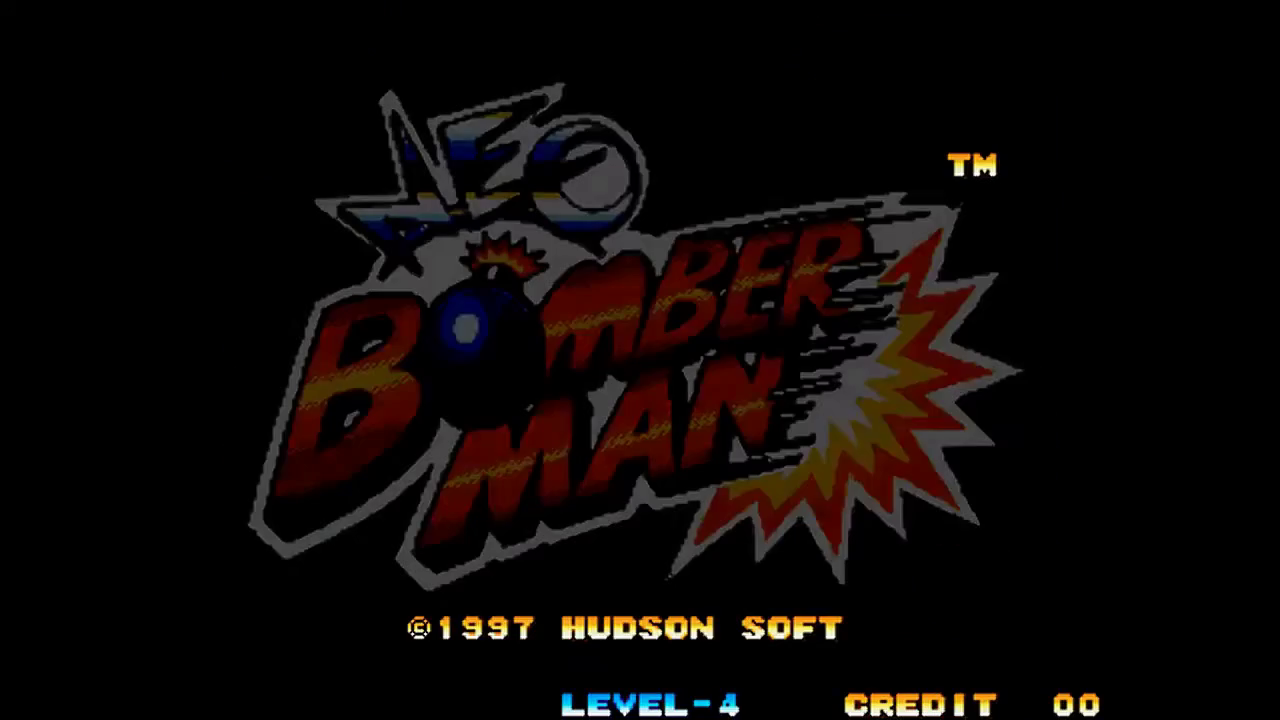 NEO
TM
BOMBER
MAN
©1997 HUDSON SOFT
LEVEL-4 CREDIT 00